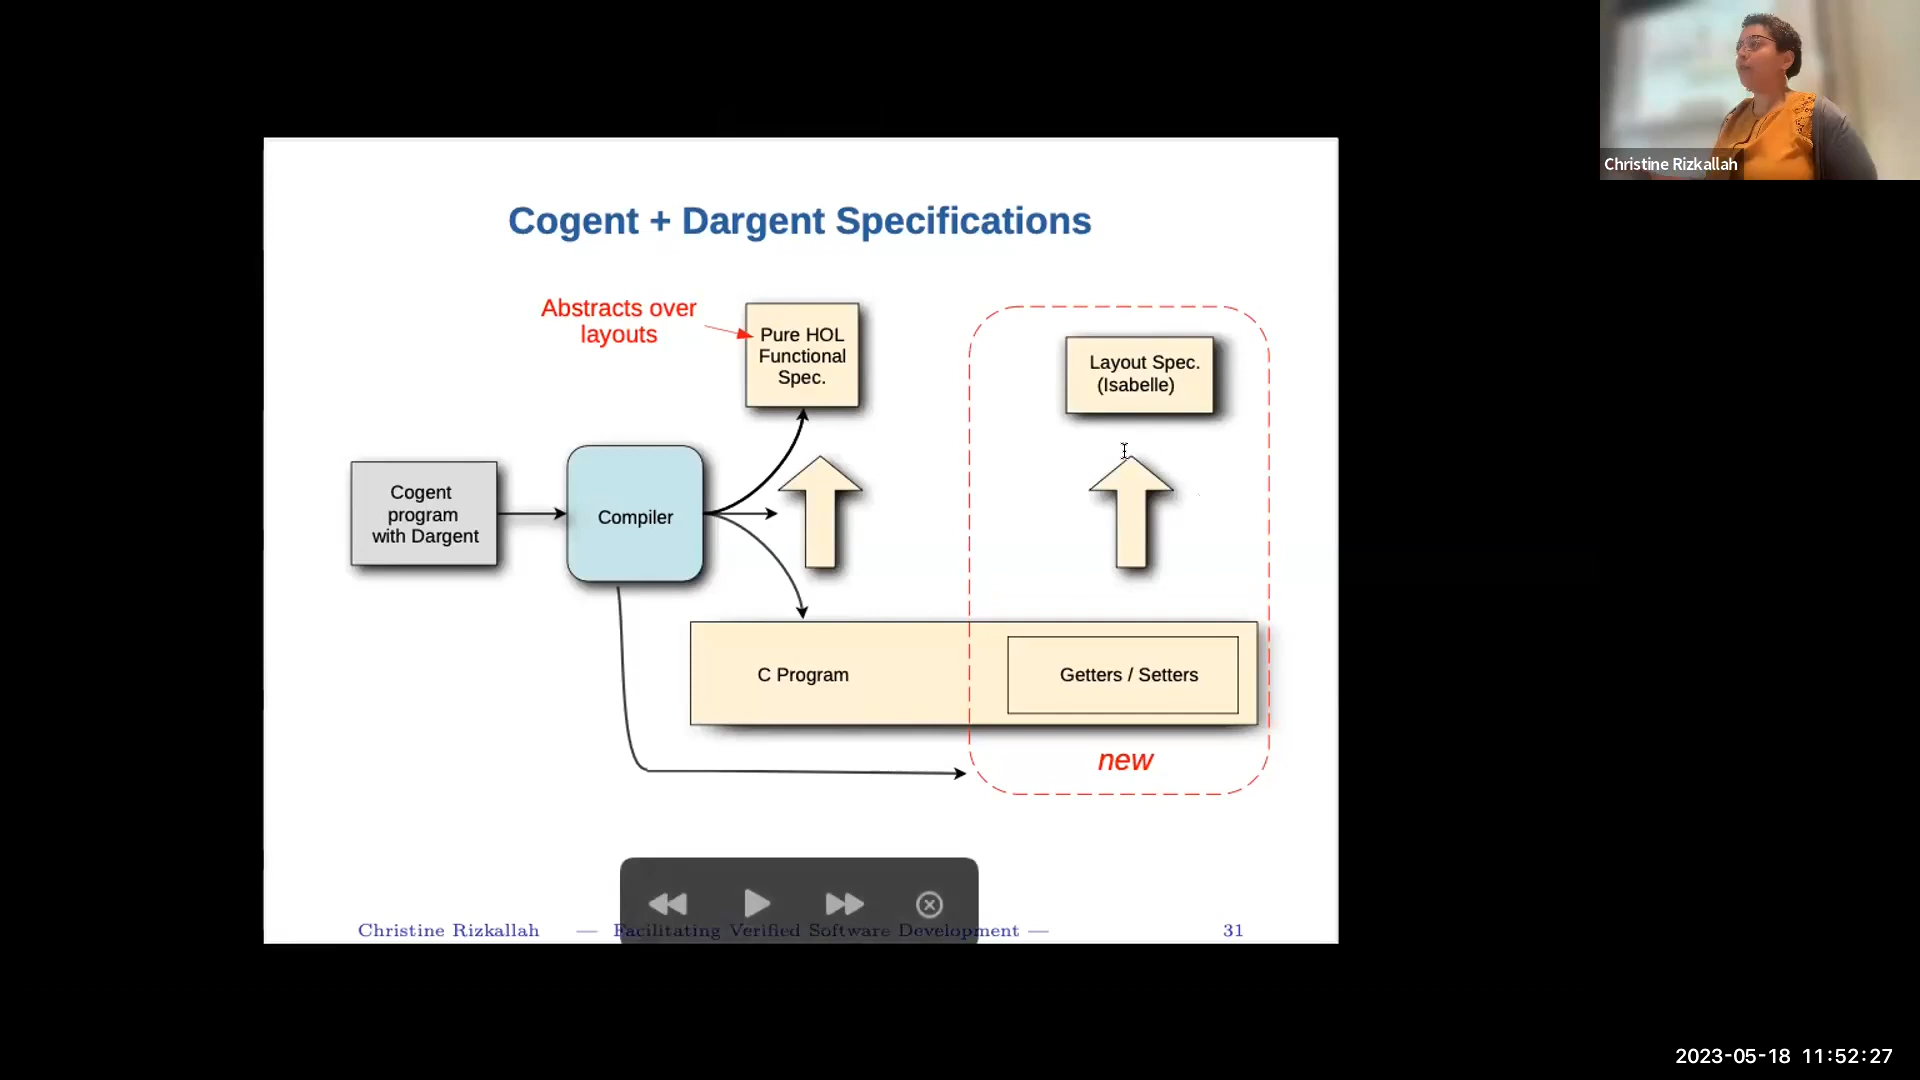 Christine Rizkallah
Cogent + Dargent Specifications
Abstracts over
layouts
Pure HOL
Functional
Spec.
Layout Spec.
(Isabelle)
Cogent
program
with Dargent
Compiler
C Program
Getters / Setters
new
Christine Rizkallah — Facilitating Verified Software Development — 31
2023-05-18 11:52:27